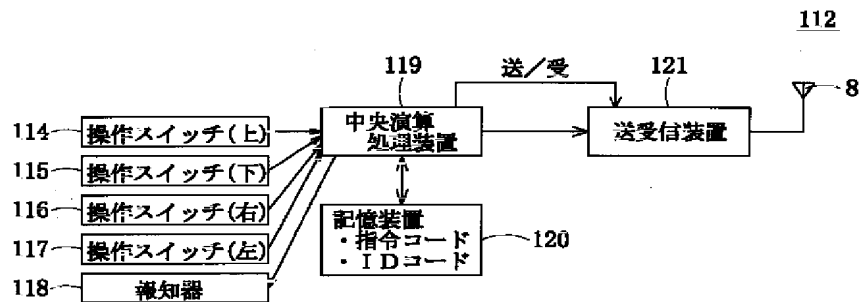 112
119
送/受
121
8
114
操作スイッチ(上)
中央演算
処理装置
送受信装置
115
操作スイッチ(下)
116
操作スイッチ(右)
117
操作スイッチ(左)
記憶装置
・指令コード
・IDコード
120
118
報知器